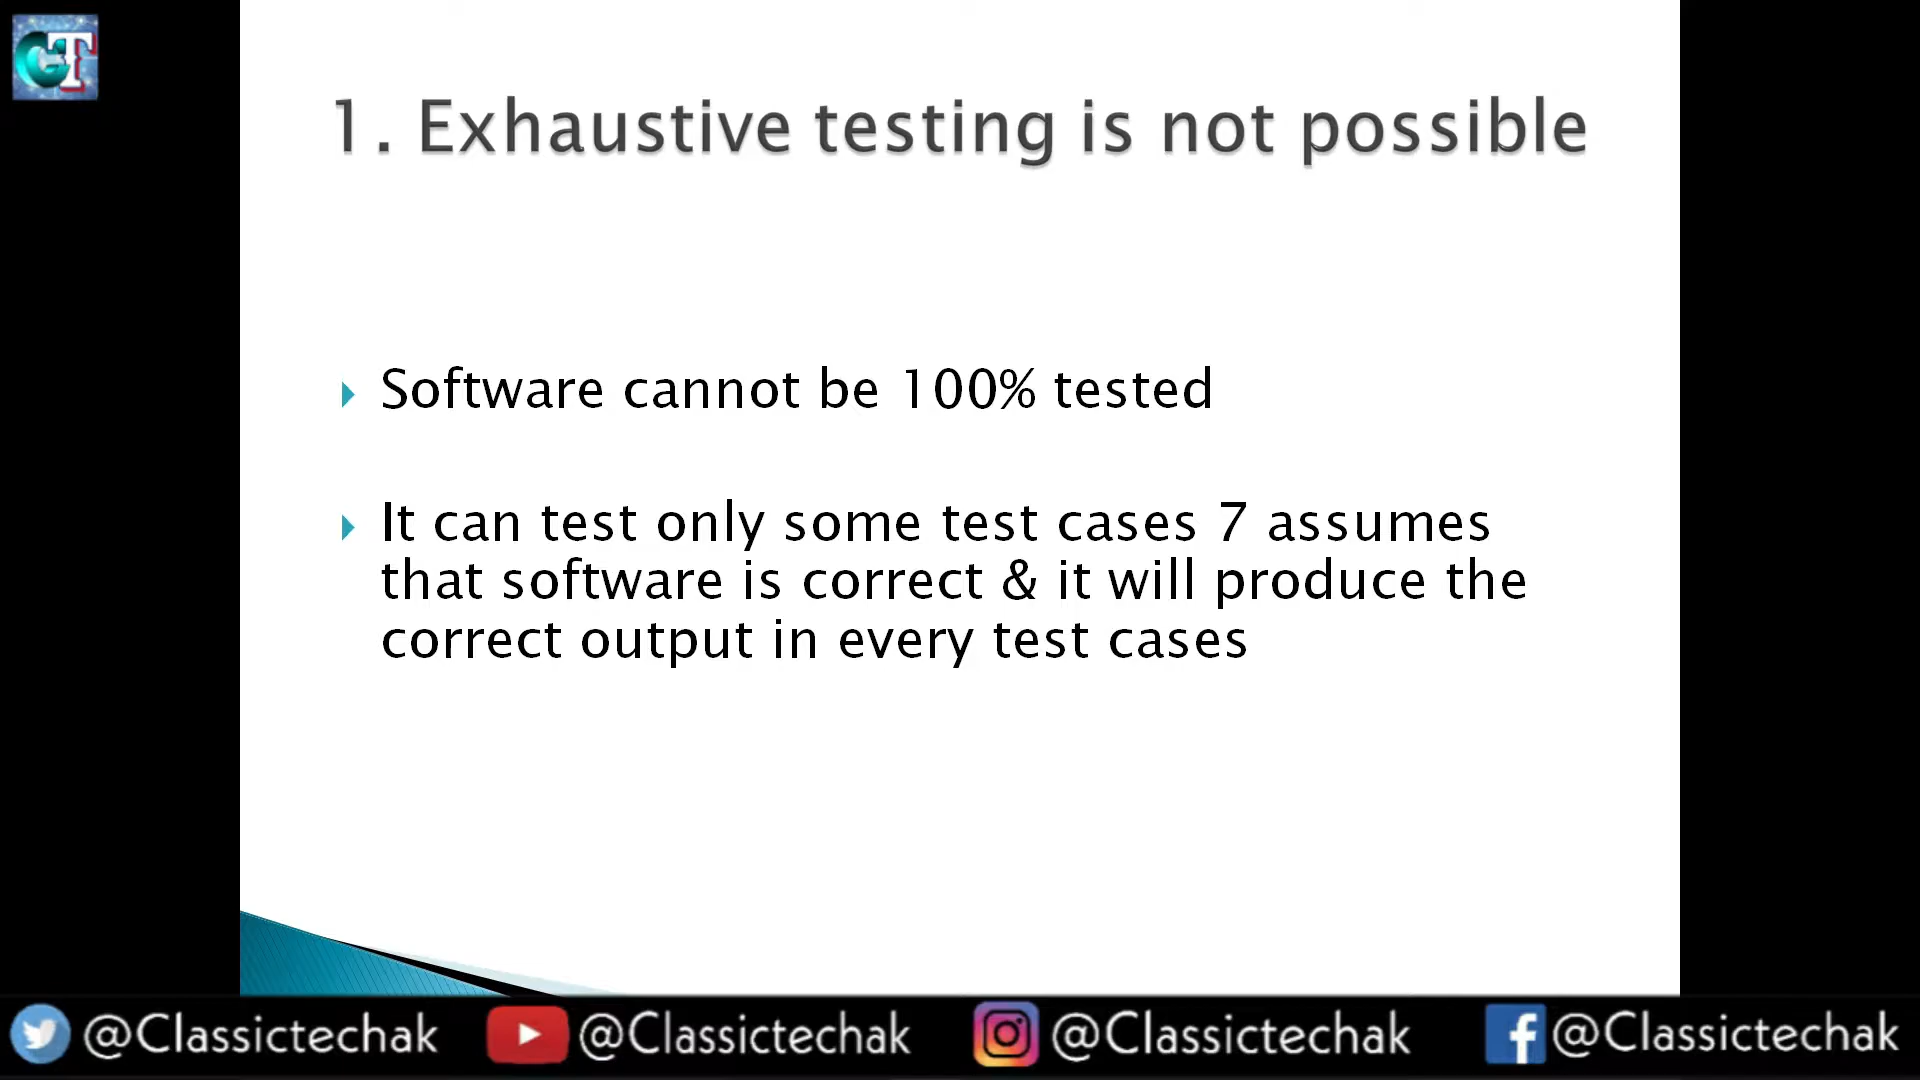 CT
1. Exhaustive testing is not possible
Software cannot be 100% tested
It can test only some test cases 7 assumes
that software is correct & it will produce the
correct output in every test cases
@Classictechak @Classictechak @Classictechak @Classictechak